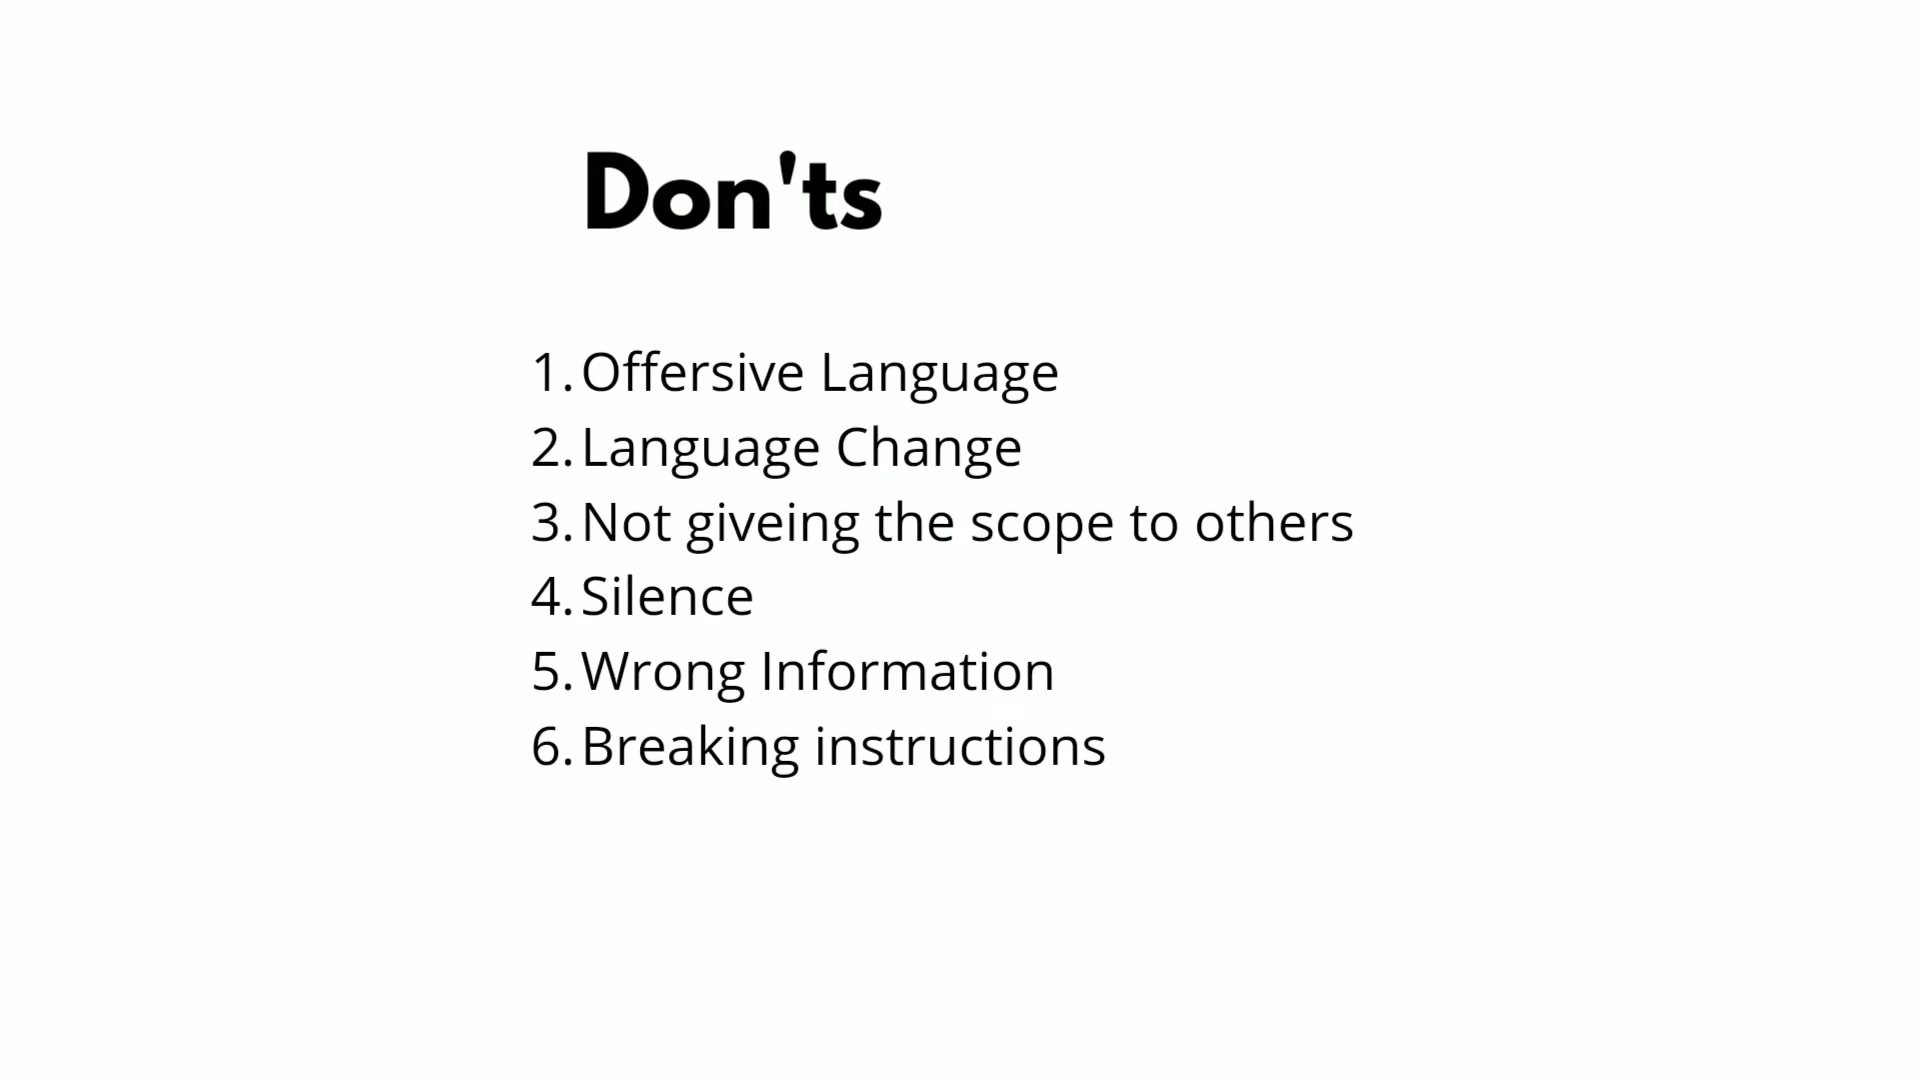 Don'ts
1. Offersive Language
2. Language Change
3. Not giveing the scope to others
4. Silence
5. Wrong Information
6. Breaking instructions